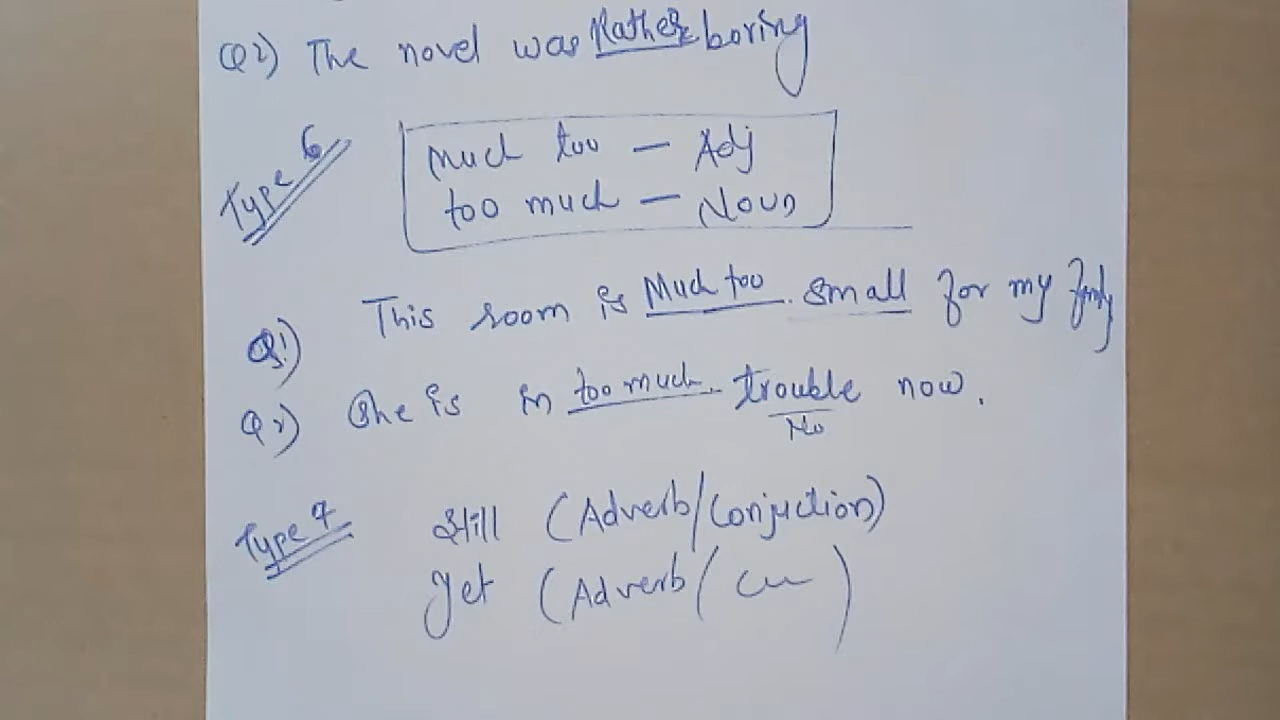 Q2) The novel was Rather boring
Type 6
Much too — Adj
too much — Noun
Q1) This room is Much too small for my
Q2) She is in too much trouble now.
No
Type 7
Still (Adverb/Conjuction)
Yet (Adverb/